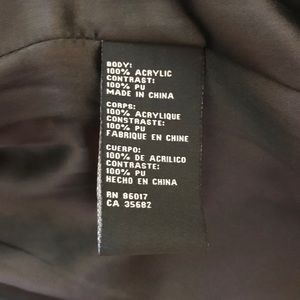 BODY:
100% ACRYLIC
CONTRAST:
100% PU
MADE IN CHINA
CORPS:
100% ACRYLIQUE
CONSTRASTE:
100% PU
FABRIQUE EN CHINE
CUERPO:
100% DE ACRILICO
CONTRASTE:
100% PU
HECHO EN CHINA
RN 86017
CA 35682